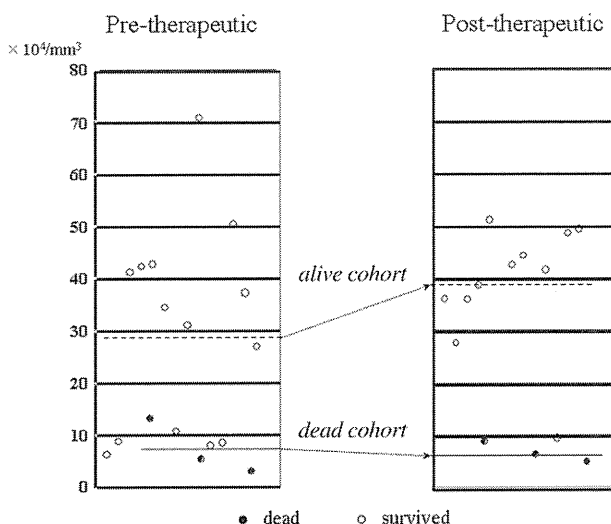 Pre-therapeutic
Post-therapeutic
× 10⁴/mm³
80
70
60
50
40
30
20
10
0
alive cohort
dead cohort
● dead ○ survived